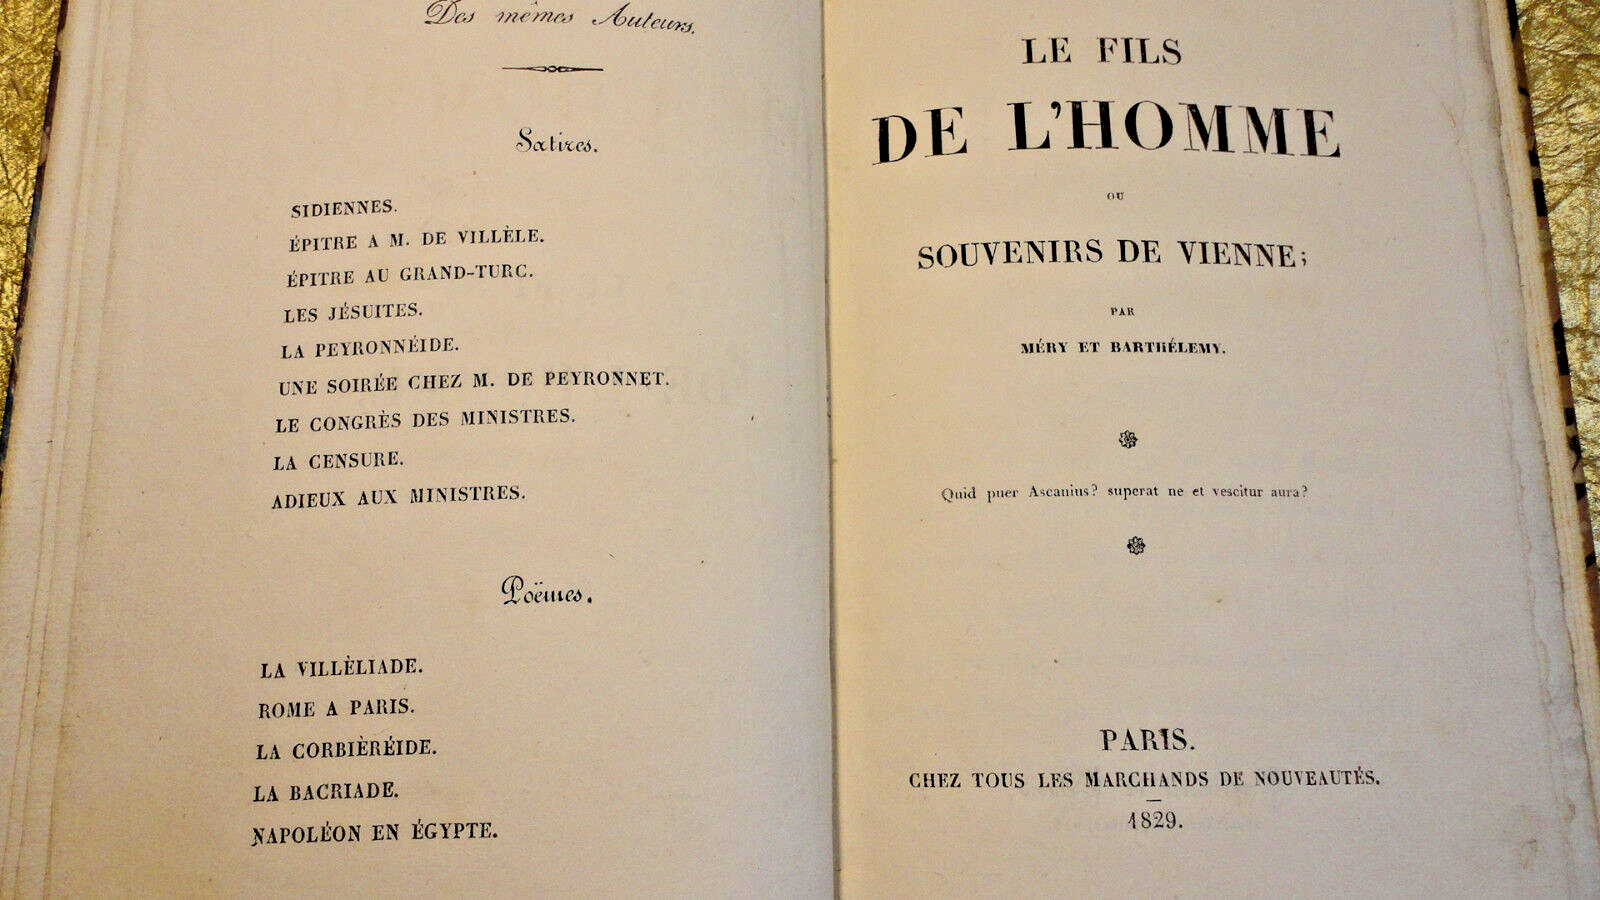 Des mêmes Auteurs.
Satires.
SIDIENNES.
ÉPITRE A M. DE VILLÈLE.
ÉPITRE AU GRAND-TURC.
LES JÉSUITES.
LA PEYRONNÉIDE.
UNE SOIRÉE CHEZ M. DE PEYRONNET.
LE CONGRÈS DES MINISTRES.
LA CENSURE.
ADIEUX AUX MINISTRES.
Poëmes.
LA VILLÈLIADE.
ROME A PARIS.
LA CORBIÈRÉIDE.
LA BACRIADE.
NAPOLÉON EN ÉGYPTE.
LE FILS
DE L'HOMME
OU
SOUVENIRS DE VIENNE;
PAR
MÉRY ET BARTHÉLEMY.
Quid puer Ascanius? superat ne et vescitur aura?
PARIS.
CHEZ TOUS LES MARCHANDS DE NOUVEAUTÉS.
1829.